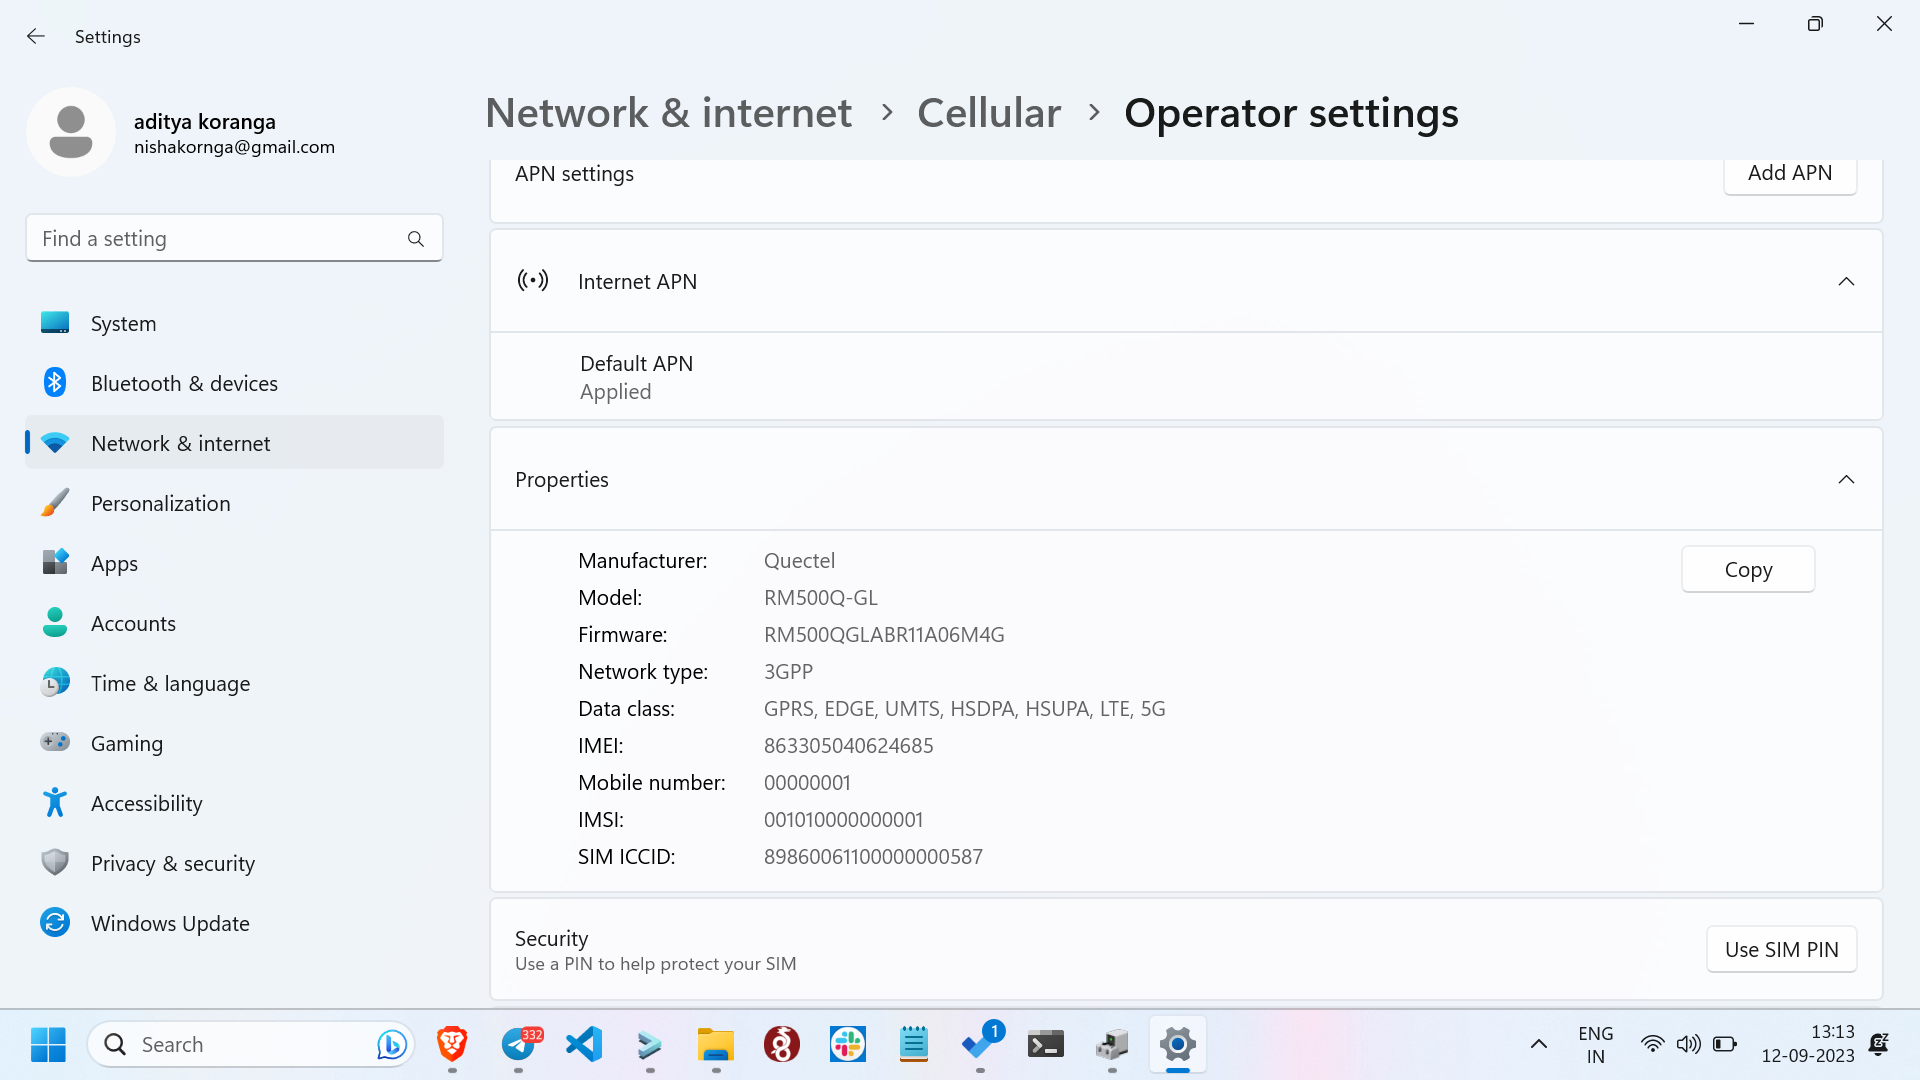 Settings
aditya koranga
nishakornga@gmail.com
Find a setting
System
Bluetooth & devices
Network & internet
Personalization
Apps
Accounts
Time & language
Gaming
Accessibility
Privacy & security
Windows Update
Network & internet > Cellular > Operator settings
APN settings
Add APN
Internet APN
Default APN
Applied
Properties
Manufacturer: Quectel
Copy
Model: RM500Q-GL
Firmware: RM500QGLABR11A06M4G
Network type: 3GPP
Data class: GPRS, EDGE, UMTS, HSDPA, HSUPA, LTE, 5G
IMEI: 863305040624685
Mobile number: 00000001
IMSI: 001010000000001
SIM ICCID: 89860061100000000587
Security
Use a PIN to help protect your SIM
Use SIM PIN
Search
332
1
ENG
IN
13:13
12-09-2023